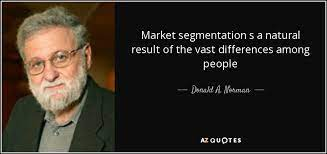 Market segmentation s a natural
result of the vast differences among
people
Donald A. Norman
AZ QUOTES